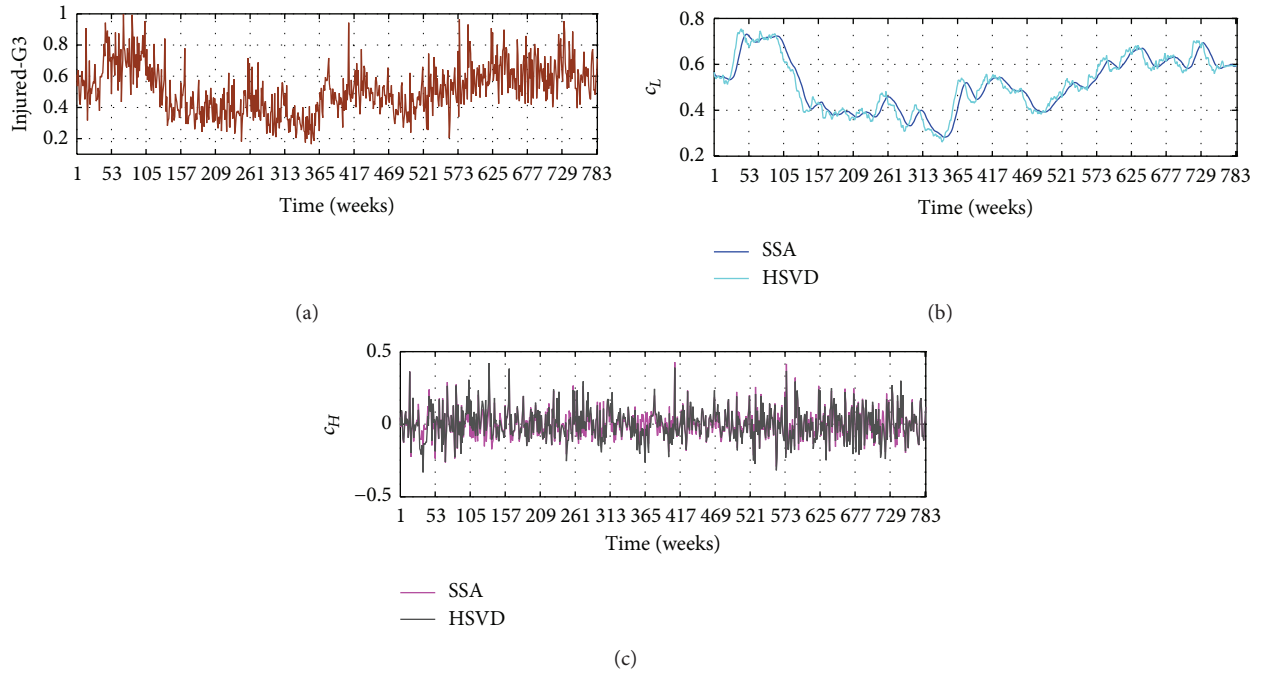 Injured-G3
1
0.8
0.6
0.4
0.2
1 53 105 157 209 261 313 365 417 469 521 573 625 677 729 783
Time (weeks)
(a)
c_L
0.8
0.6
0.4
0.2
1 53 105 157 209 261 313 365 417 469 521 573 625 677 729 783
Time (weeks)
SSA
HSVD
(b)
c_H
0.5
0
−0.5
1 53 105 157 209 261 313 365 417 469 521 573 625 677 729 783
Time (weeks)
SSA
HSVD
(c)